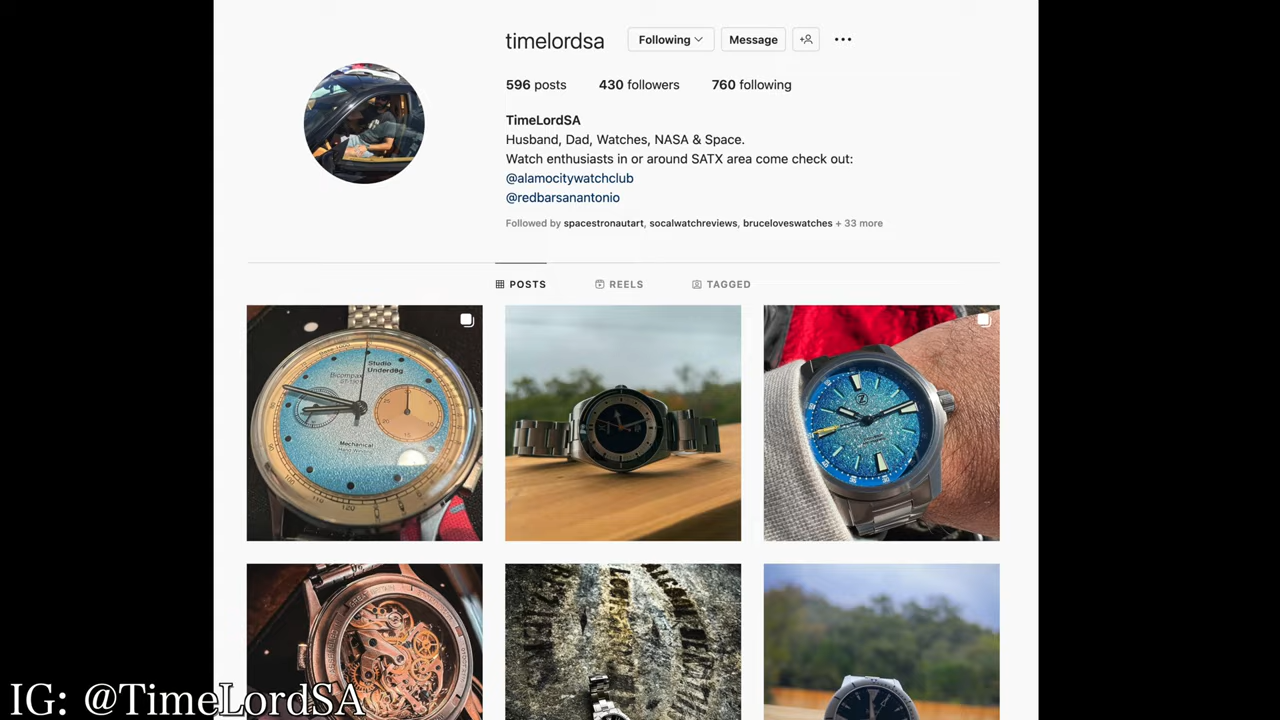 timelordsa
Following
Message
596 posts
430 followers
760 following
TimeLordSA
Husband, Dad, Watches, NASA & Space.
Watch enthusiasts in or around SATX area come check out:
@alamocitywatchclub
@redbarsanantonio
Followed by spacestronautart, socalwatchreviews, bruceloveswatches + 33 more
POSTS
REELS
TAGGED
Studio
Underd0g
Bicompax
Mechanical
IG: @TimeLordSA